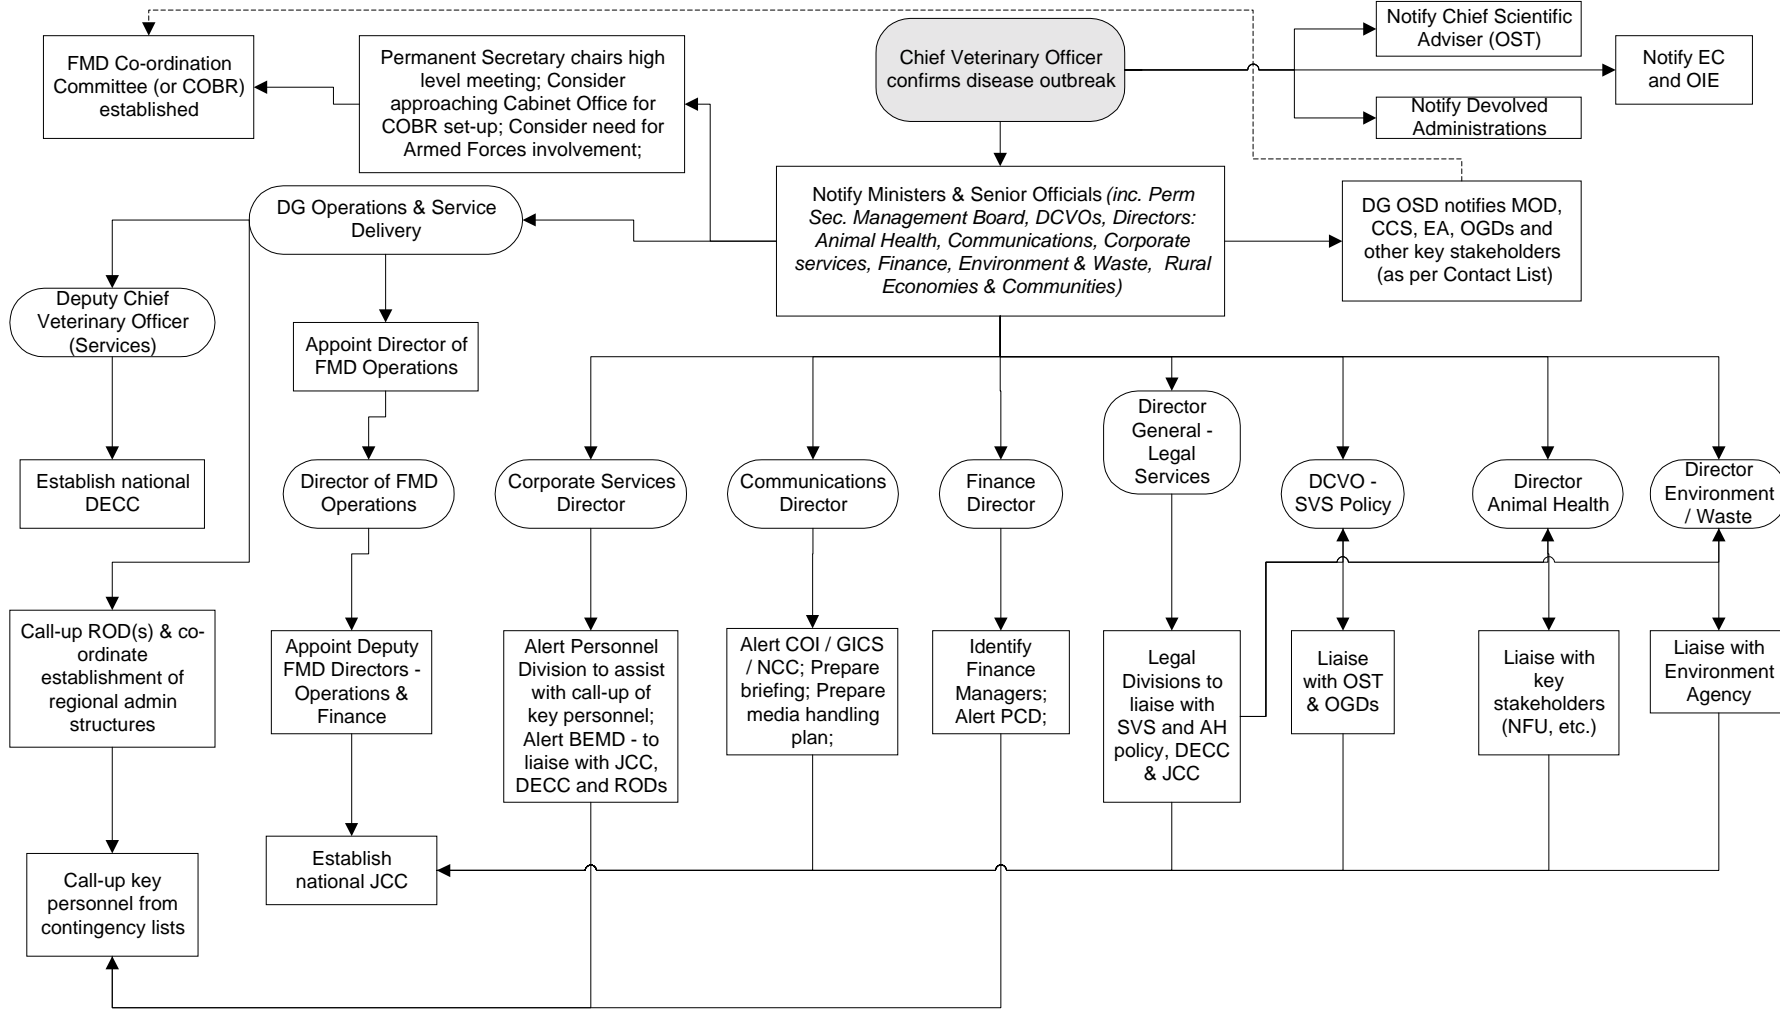 Notify Chief Scientific
Adviser (OST)
FMD Co-ordination
Committee (or COBR)
established
Permanent Secretary chairs high
level meeting; Consider
approaching Cabinet Office for
COBR set-up; Consider need for
Armed Forces involvement;
Chief Veterinary Officer
confirms disease outbreak
Notify EC
and OIE
Notify Devolved
Administrations
DG Operations & Service
Delivery
Notify Ministers & Senior Officials (inc. Perm
Sec. Management Board, DCVOs, Directors:
Animal Health, Communications, Corporate
services, Finance, Environment & Waste, Rural
Economies & Communities)
DG OSD notifies MOD,
CCS, EA, OGDs and
other key stakeholders
(as per Contact List)
Deputy Chief
Veterinary Officer
(Services)
Appoint Director of
FMD Operations
Establish national
DECC
Director of FMD
Operations
Corporate Services
Director
Communications
Director
Finance
Director
Director
General -
Legal
Services
DCVO -
SVS Policy
Director
Animal Health
Director
Environment
/ Waste
Call-up ROD(s) & co-
ordinate
establishment of
regional admin
structures
Appoint Deputy
FMD Directors -
Operations &
Finance
Alert Personnel
Division to assist
with call-up of
key personnel;
Alert BEMD - to
liaise with JCC,
DECC and RODs
Alert COI / GICS
/ NCC; Prepare
briefing; Prepare
media handling
plan;
Identify
Finance
Managers;
Alert PCD;
Legal
Divisions to
liaise with
SVS and AH
policy, DECC
& JCC
Liaise
with OST
& OGDs
Liaise with
key
stakeholders
(NFU, etc.)
Liaise with
Environment
Agency
Establish
national JCC
Call-up key
personnel from
contingency lists